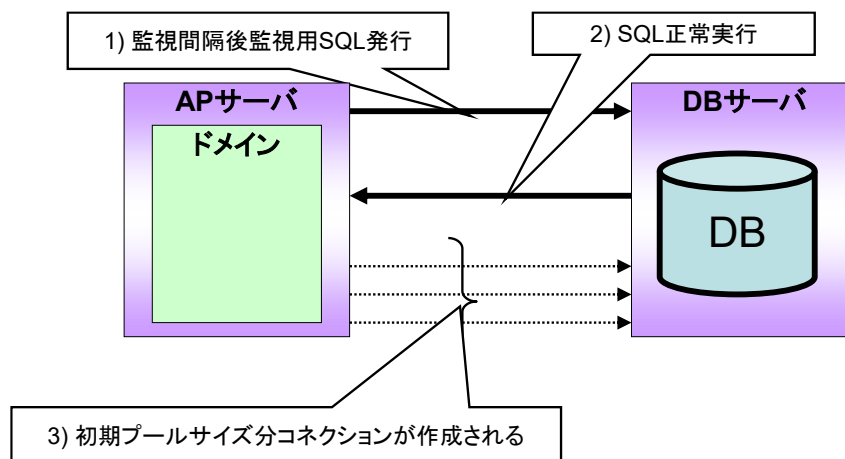 1) 監視間隔後監視用SQL発行
2) SQL正常実行
APサーバ
DBサーバ
ドメイン
DB
3) 初期プールサイズ分コネクションが作成される